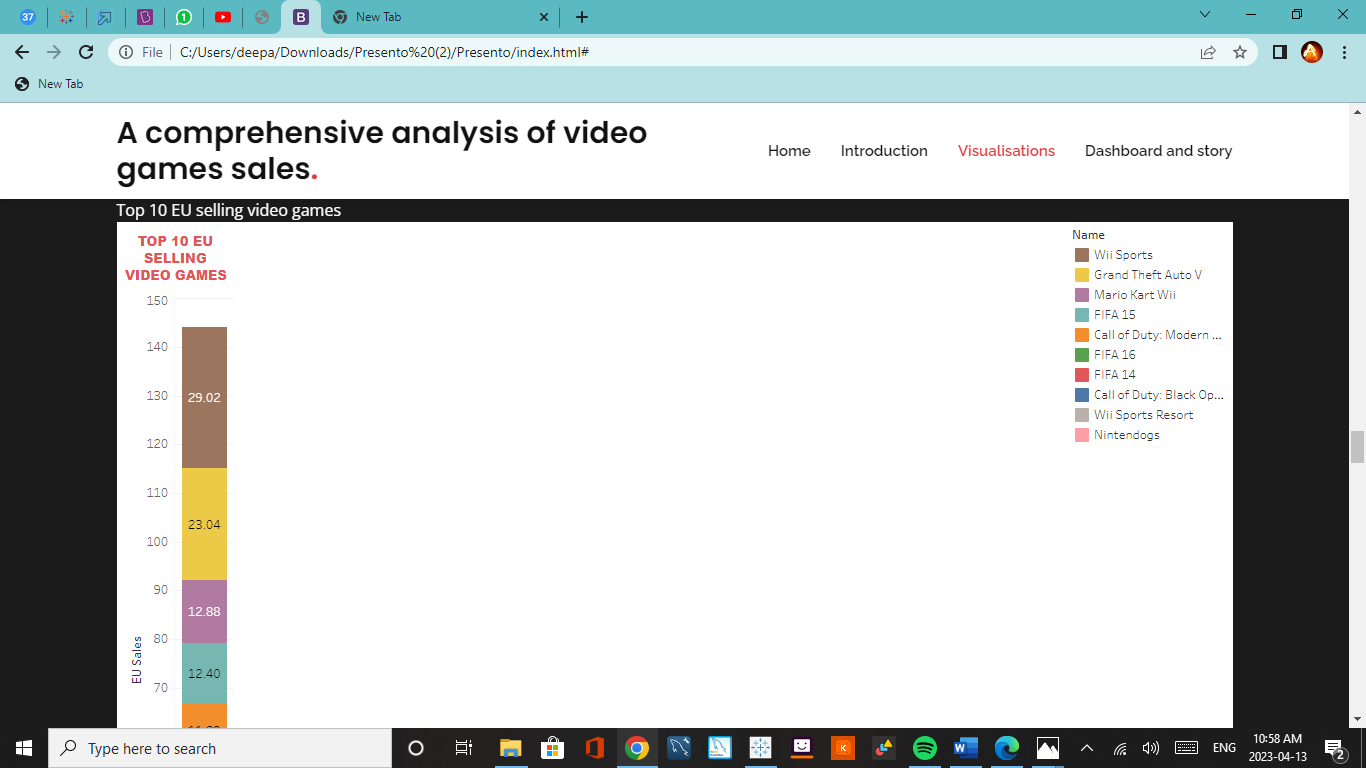 37
1
B
New Tab
File
C:/Users/deepa/Downloads/Presento%20(2)/Presento/index.html#
New Tab
A comprehensive analysis of video
games sales.
Home
Introduction
Visualisations
Dashboard and story
Top 10 EU selling video games
TOP 10 EU
SELLING
VIDEO GAMES
Name
Wii Sports
Grand Theft Auto V
Mario Kart Wii
FIFA 15
Call of Duty: Modern ...
FIFA 16
FIFA 14
Call of Duty: Black Op...
Wii Sports Resort
Nintendogs
150
140
130
120
110
100
90
80
70
EU Sales
29.02
23.04
12.88
12.40
Type here to search
ENG
10:58 AM
2023-04-13
2